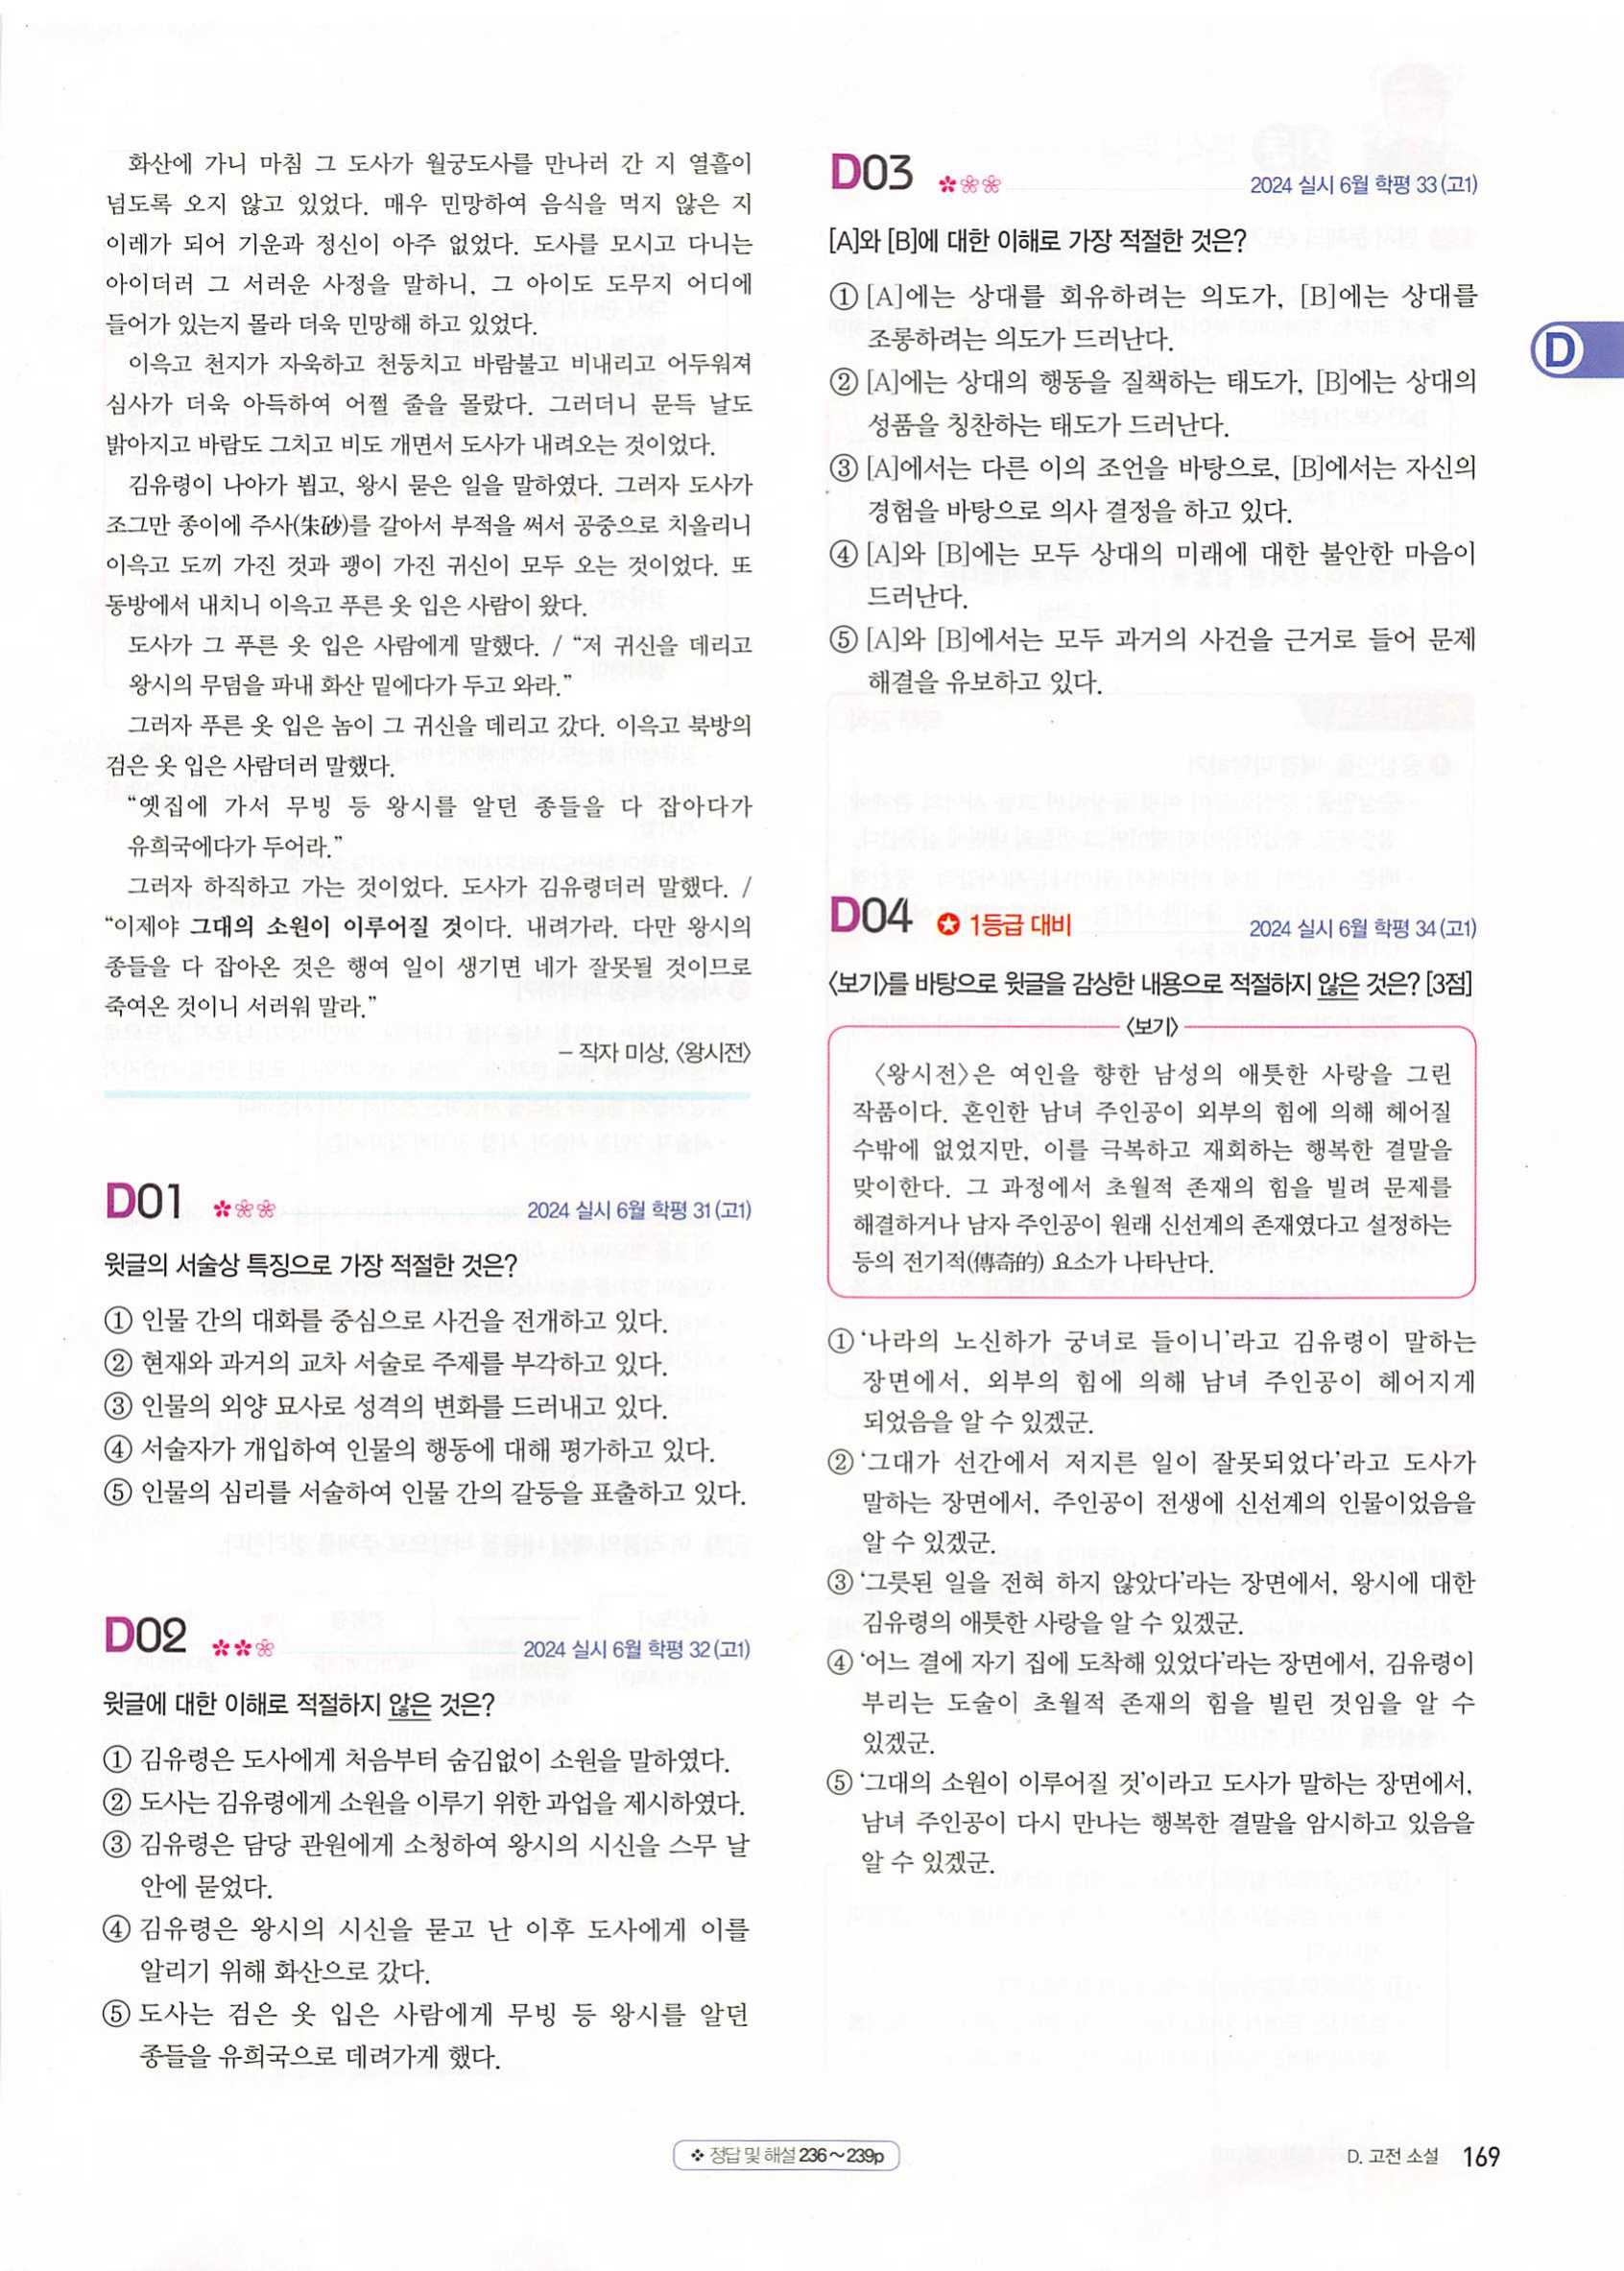 화산에 가니 마침 그 도사가 월궁도사를 만나러 간 지 열흘이
넘도록 오지 않고 있었다. 매우 민망하여 음식을 먹지 않은 지
이레가 되어 기운과 정신이 아주 없었다. 도사를 모시고 다니는
아이더러 그 서러운 사정을 말하니, 그 아이도 도무지 어디에
들어가 있는지 몰라 더욱 민망해 하고 있었다.
이윽고 천지가 자욱하고 천둥치고 바람불고 비내리고 어두워져
심사가 더욱 아득하여 어쩔 줄을 몰랐다. 그러더니 문득 날도
밝아지고 바람도 그치고 비도 개면서 도사가 내려오는 것이었다.
김유령이 나아가 뵙고, 왕시 묻은 일을 말하였다. 그러자 도사가
조그만 종이에 주사(朱砂)를 갈아서 부적을 써서 공중으로 치올리니
이윽고 도끼 가진 것과 괭이 가진 귀신이 모두 오는 것이었다. 또
동방에서 내치니 이윽고 푸른 옷 입은 사람이 왔다.
도사가 그 푸른 옷 입은 사람에게 말했다. / “저 귀신을 데리고
왕시의 무덤을 파내 화산 밑에다가 두고 와라.”
그러자 푸른 옷 입은 놈이 그 귀신을 데리고 갔다. 이윽고 북방의
검은 옷 입은 사람더러 말했다.
“옛집에 가서 무빙 등 왕시를 알던 종들을 다 잡아다가
유희국에다가 두어라.”
그러자 하직하고 가는 것이었다. 도사가 김유령더러 말했다. /
“이제야 그대의 소원이 이루어질 것이다. 내려가라. 다만 왕시의
종들을 다 잡아온 것은 행여 일이 생기면 네가 잘못될 것이므로
죽여온 것이니 서러워 말라.”
– 작자 미상, 〈왕시전〉
D01 2024 실시 6월 학평 31(고1)
윗글의 서술상 특징으로 가장 적절한 것은?
① 인물 간의 대화를 중심으로 사건을 전개하고 있다.
② 현재와 과거의 교차 서술로 주제를 부각하고 있다.
③ 인물의 외양 묘사로 성격의 변화를 드러내고 있다.
④ 서술자가 개입하여 인물의 행동에 대해 평가하고 있다.
⑤ 인물의 심리를 서술하여 인물 간의 갈등을 표출하고 있다.
D02 2024 실시 6월 학평 32(고1)
윗글에 대한 이해로 적절하지 않은 것은?
① 김유령은 도사에게 처음부터 숨김없이 소원을 말하였다.
② 도사는 김유령에게 소원을 이루기 위한 과업을 제시하였다.
③ 김유령은 담당 관원에게 소청하여 왕시의 시신을 스무 날
안에 묻었다.
④ 김유령은 왕시의 시신을 묻고 난 이후 도사에게 이를
알리기 위해 화산으로 갔다.
⑤ 도사는 검은 옷 입은 사람에게 무빙 등 왕시를 알던
종들을 유희국으로 데려가게 했다.
D03 2024 실시 6월 학평 33(고1)
[A]와 [B]에 대한 이해로 가장 적절한 것은?
① [A]에는 상대를 회유하려는 의도가, [B]에는 상대를
조롱하려는 의도가 드러난다.
② [A]에는 상대의 행동을 질책하는 태도가, [B]에는 상대의
성품을 칭찬하는 태도가 드러난다.
③ [A]에서는 다른 이의 조언을 바탕으로, [B]에서는 자신의
경험을 바탕으로 의사 결정을 하고 있다.
④ [A]와 [B]에는 모두 상대의 미래에 대한 불안한 마음이
드러난다.
⑤ [A]와 [B]에서는 모두 과거의 사건을 근거로 들어 문제
해결을 유보하고 있다.
D
D04 1등급 대비 2024 실시 6월 학평 34(고1)
〈보기〉를 바탕으로 윗글을 감상한 내용으로 적절하지 않은 것은? [3점]
〈보기〉
〈왕시전〉은 여인을 향한 남성의 애틋한 사랑을 그린
작품이다. 혼인한 남녀 주인공이 외부의 힘에 의해 헤어질
수밖에 없었지만, 이를 극복하고 재회하는 행복한 결말을
맞이한다. 그 과정에서 초월적 존재의 힘을 빌려 문제를
해결하거나 남자 주인공이 원래 신선계의 존재였다고 설정하는
등의 전기적(傳奇的) 요소가 나타난다.
① ‘나라의 노신하가 궁녀로 들이니’라고 김유령이 말하는
장면에서, 외부의 힘에 의해 남녀 주인공이 헤어지게
되었음을 알 수 있겠군.
② ‘그대가 선간에서 저지른 일이 잘못되었다’라고 도사가
말하는 장면에서, 주인공이 전생에 신선계의 인물이었음을
알 수 있겠군.
③ ‘그릇된 일을 전혀 하지 않았다’라는 장면에서, 왕시에 대한
김유령의 애틋한 사랑을 알 수 있겠군.
④ ‘어느 결에 자기 집에 도착해 있었다’라는 장면에서, 김유령이
부리는 도술이 초월적 존재의 힘을 빌린 것임을 알 수
있겠군.
⑤ ‘그대의 소원이 이루어질 것’이라고 도사가 말하는 장면에서,
남녀 주인공이 다시 만나는 행복한 결말을 암시하고 있음을
알 수 있겠군.
❖ 정답 및 해설 236~239p
D. 고전 소설 169